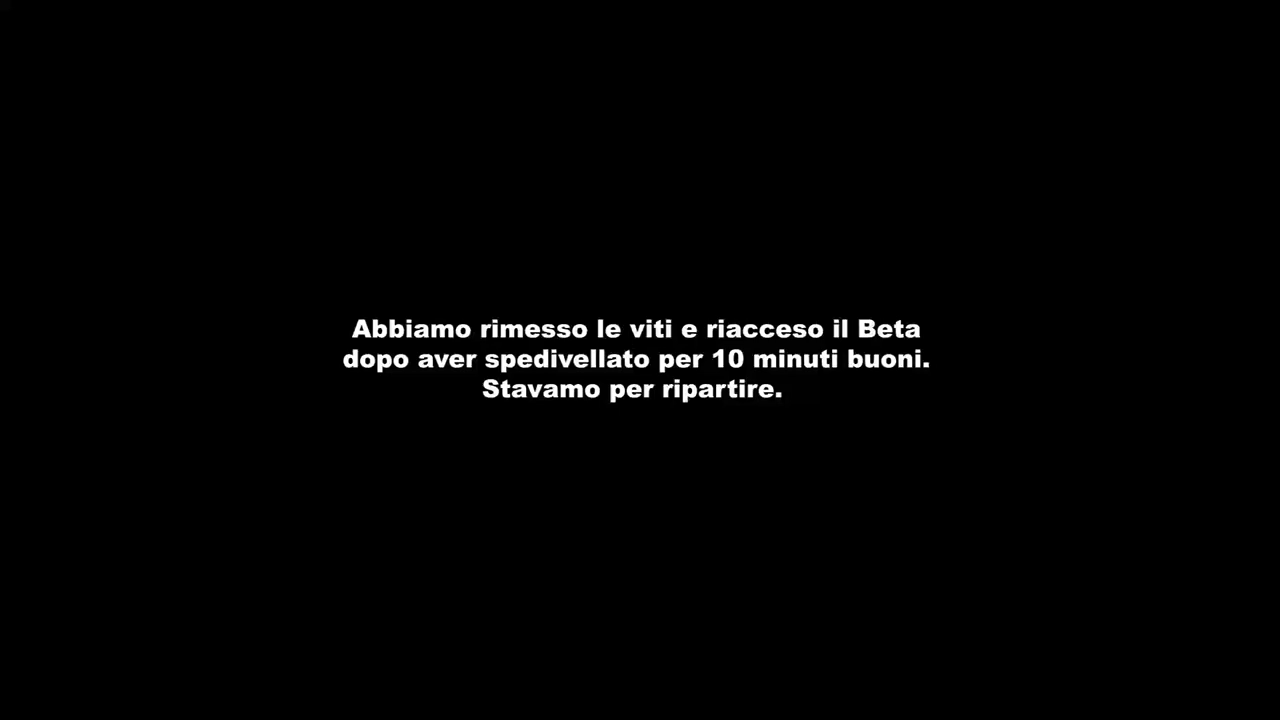 Abbiamo rimesso le viti e riacceso il Beta
dopo aver spedivellato per 10 minuti buoni.
Stavamo per ripartire.